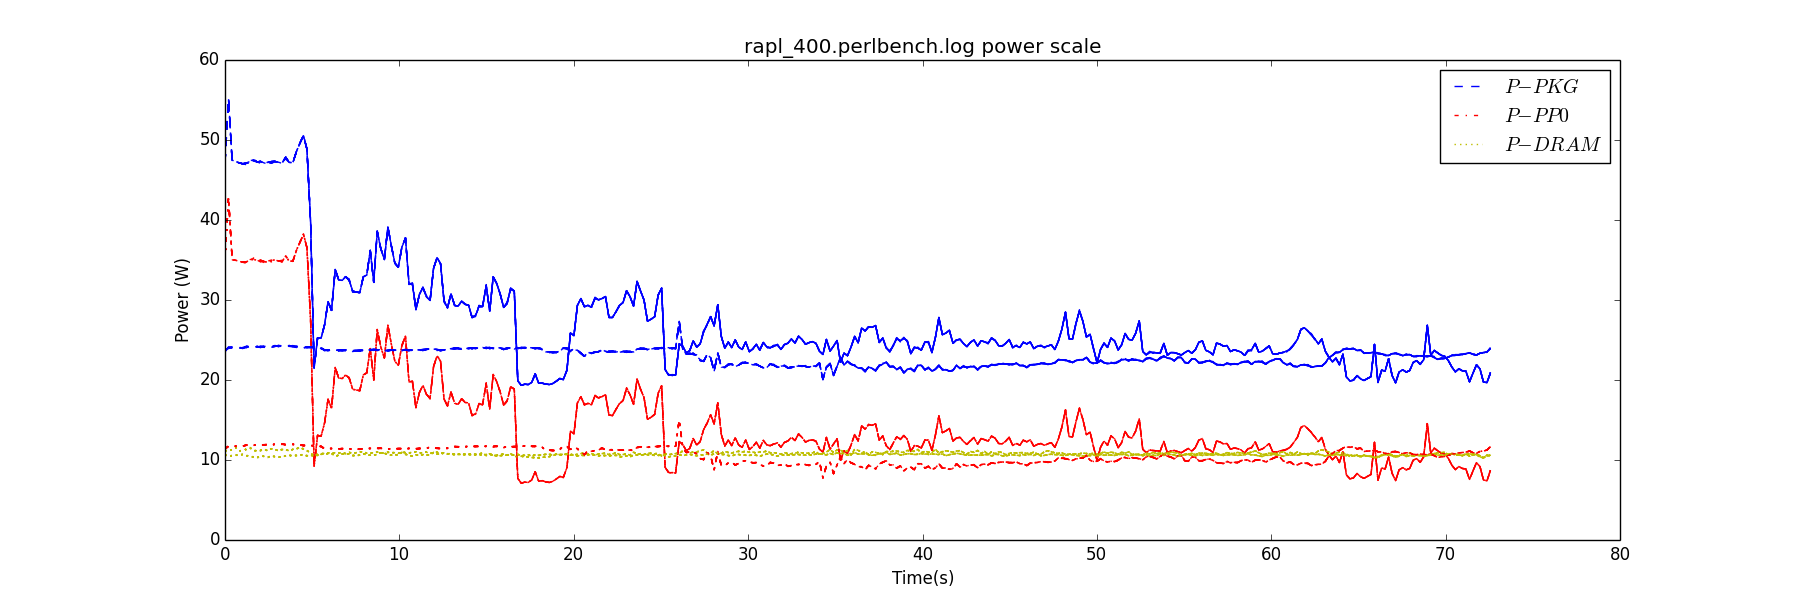 rapl_400.perlbench.log power scale
60
50
40
30
20
10
0
Power (W)
P−PKG
P−PP0
P−DRAM
0 10 20 30 40 50 60 70 80
Time(s)